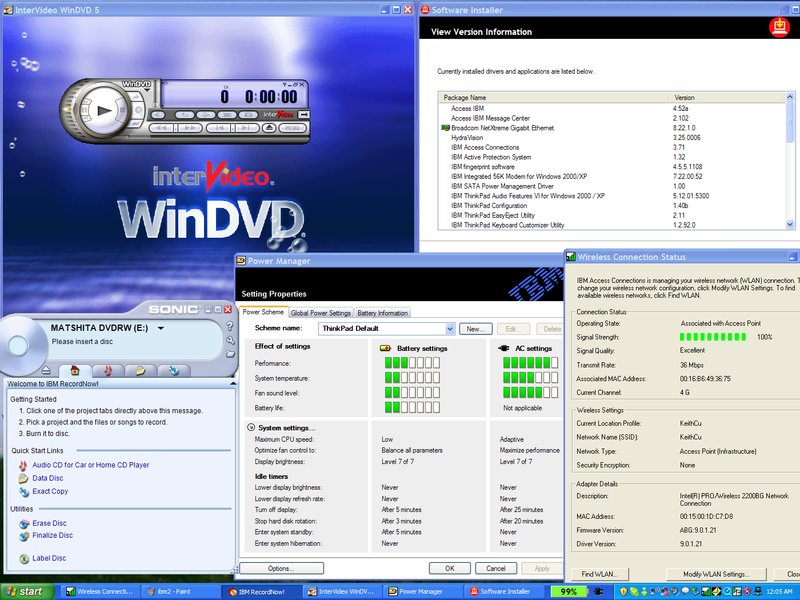 InterVideo WinDVD 5
WinDVD
0 0:00:00
interVideo
interVideo®
WinDVD®
Software Installer
View Version Information
Currently installed drivers and applications are listed below.
Package Name Version
Access IBM 4.52a
Access IBM Message Center 2.102
Broadcom NetXtreme Gigabit Ethernet 8.22.1.0
HydraVision 3.25.0006
IBM Access Connections 3.71
IBM Active Protection System 1.32
IBM fingerprint software 4.5.5.1108
IBM Integrated 56K Modem for Windows 2000/XP 7.22.00.52
IBM SATA Power Management Driver 1.00
IBM ThinkPad Audio Features VI for Windows 2000 / XP 5.12.01.5300
IBM ThinkPad Configuration 1.40b
IBM ThinkPad EasyEject Utility 2.11
IBM ThinkPad Keyboard Customizer Utility 1.2.92.0
SONIC
MATSHITA DVDRW (E:)
Please insert a disc
Welcome to IBM RecordNow!
Getting Started
1. Click one of the project tabs directly above this message.
2. Pick a project and the files or songs to record.
3. Burn it to disc.
Quick Start Links
Audio CD for Car or Home CD Player
Data Disc
Exact Copy
Utilities
Erase Disc
Finalize Disc
Label Disc
Power Manager
IBM
Setting Properties
Power Scheme Global Power Settings Battery Information
Scheme name: ThinkPad Default New... Edit... Delete
Effect of settings Battery settings AC settings
Performance:
System temperature:
Fan sound level:
Battery life: Not applicable
System settings...
Maximum CPU speed: Low Adaptive
Optimize fan control to: Balance all parameters Maximize performance
Display brightness: Level 7 of 7 Level 7 of 7
Idle timers
Lower display brightness: Never Never
Lower display refresh rate: Never Never
Turn off display: After 5 minutes After 25 minutes
Stop hard disk rotation: After 3 minutes After 20 minutes
Enter system standby: After 5 minutes Never
Enter system hibernation: Never Never
Options... OK Cancel Apply
Wireless Connection Status
IBM Access Connections is managing your wireless network (WLAN) connection. T
change your wireless network configuration, click Modify WLAN Settings. To find
available wireless networks, click Find WLAN.
Connection Status
Operating State: Associated with Access Point
Signal Strength: 100%
Signal Quality: Excellent
Transmit Rate: 36 Mbps
Associated MAC Address: 00:16:B6:49:36:75
Current Channel: 4 G
Wireless Settings
Current Location Profile: KeithCu
Network Name (SSID): KeithCu
Network Type: Access Point (Infrastructure)
Security Encryption: None
Adapter Details
Description: Intel(R) PRO/Wireless 2200BG Network
Connection
MAC Address: 00:15:00:1D:C7:D8
Firmware Version: ABG:9.0.1.21
Driver Version: 9.0.1.21
Find WLAN... Modify WLAN Settings... Clos
start Wireless Connecti... ibm2 - Paint IBM RecordNow! InterVideo WinDV... Power Manager Software Installer 99% 12:05 AM